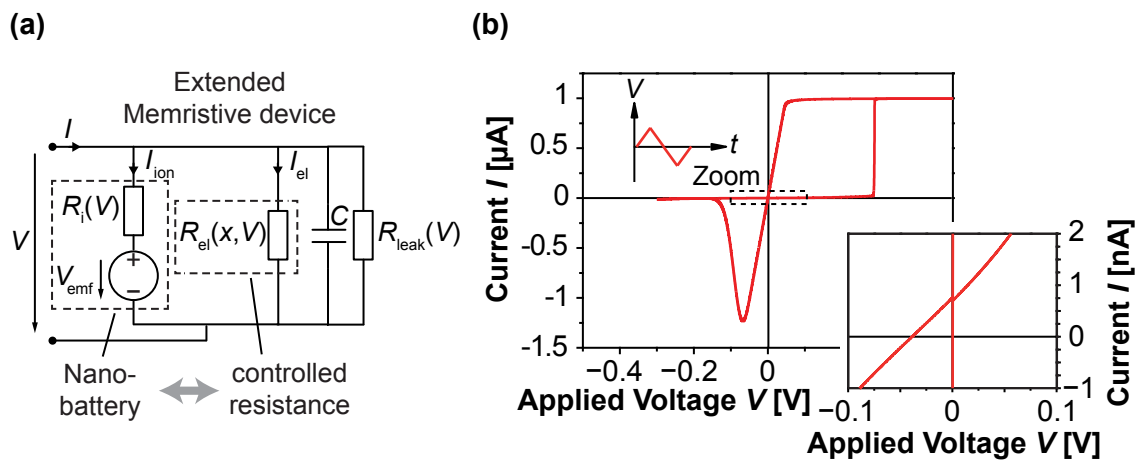 (a)
Extended
Memristive device
I
I_ion
I_el
R_i(V)
R_el(x,V)
C
R_leak(V)
V
V_emf
+
−
Nano-
battery
controlled
resistance
(b)
V
t
Zoom
1
0.5
0
-0.5
-1
-1.5
Current I [µA]
−0.4
−0.2
0
Applied Voltage V [V]
2
1
0
−1
Current I [nA]
−0.1
0
0.1
Applied Voltage V [V]